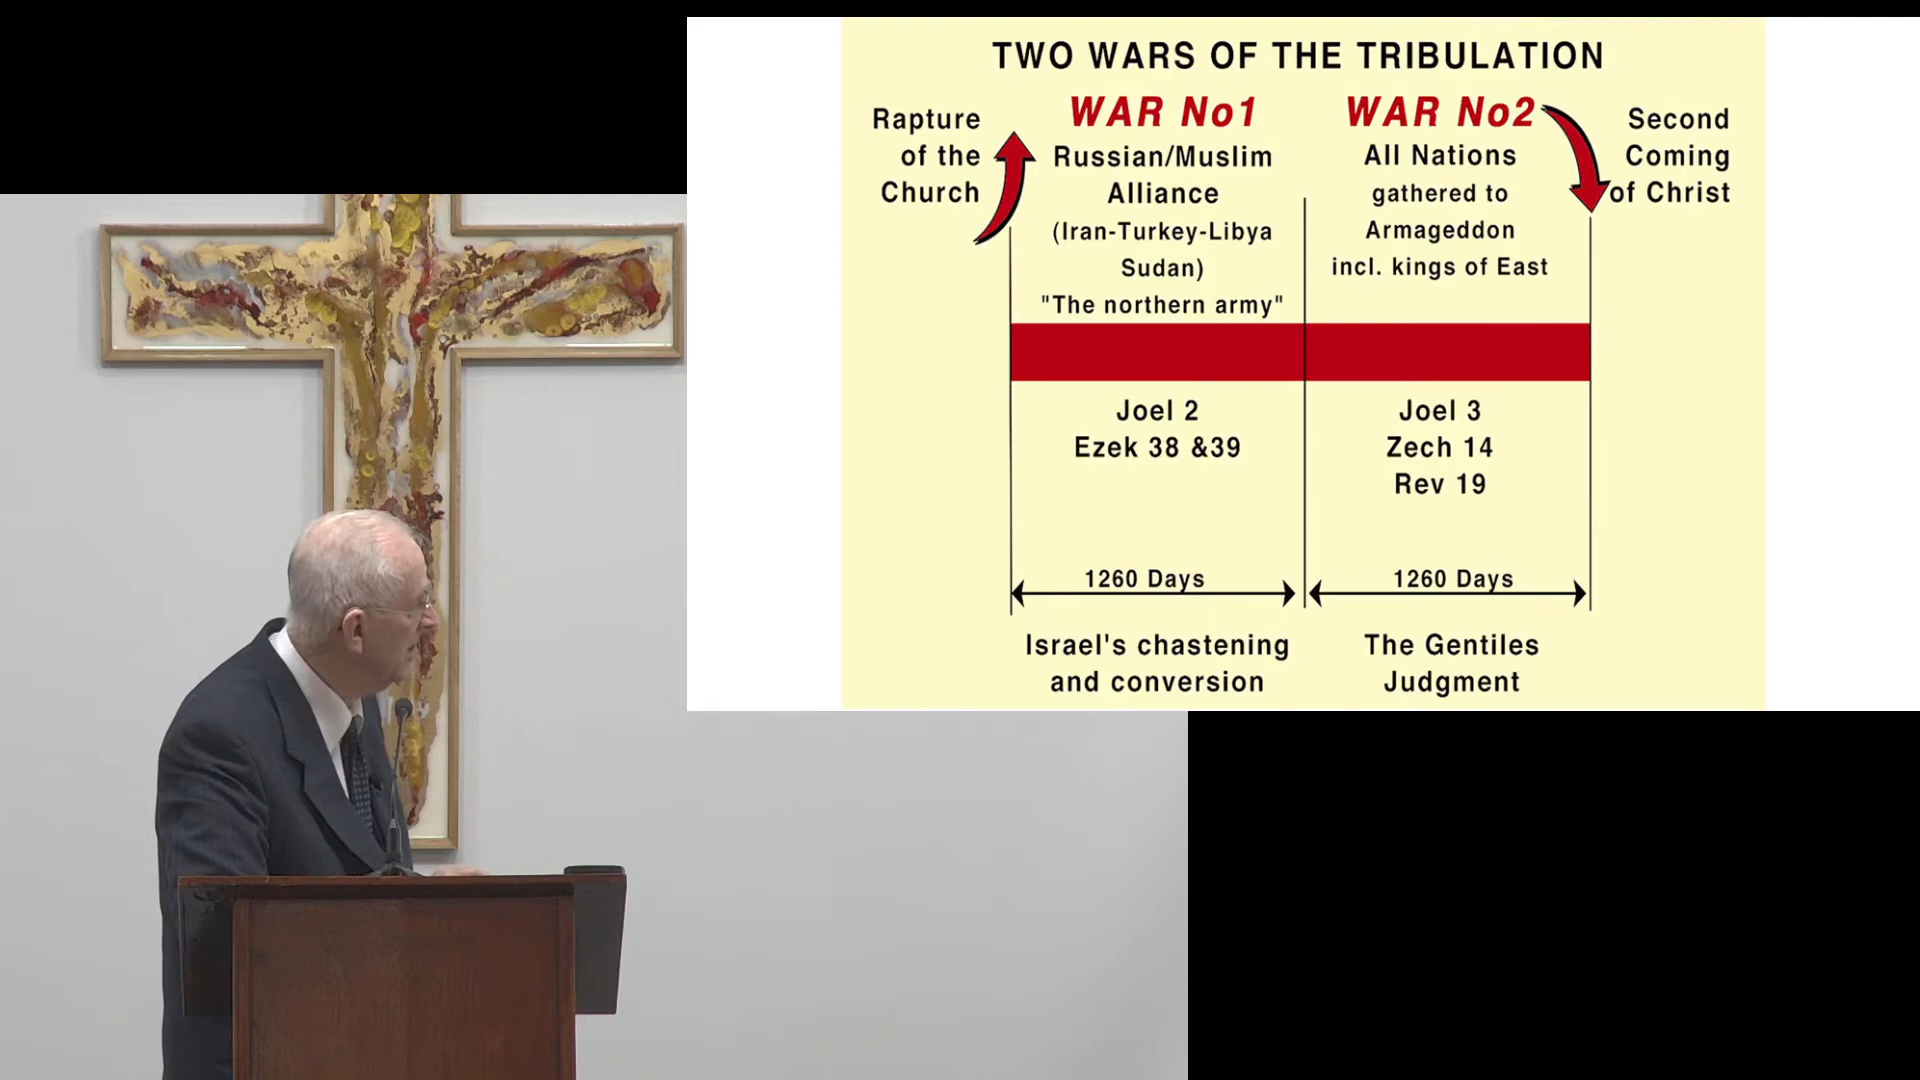 TWO WARS OF THE TRIBULATION
Rapture
of the
Church
WAR No1
Russian/Muslim
Alliance
(Iran-Turkey-Libya
Sudan)
"The northern army"
WAR No2
All Nations
gathered to
Armageddon
incl. kings of East
Second
Coming
of Christ
Joel 2
Ezek 38 &39
Joel 3
Zech 14
Rev 19
1260 Days
1260 Days
Israel's chastening
and conversion
The Gentiles
Judgment